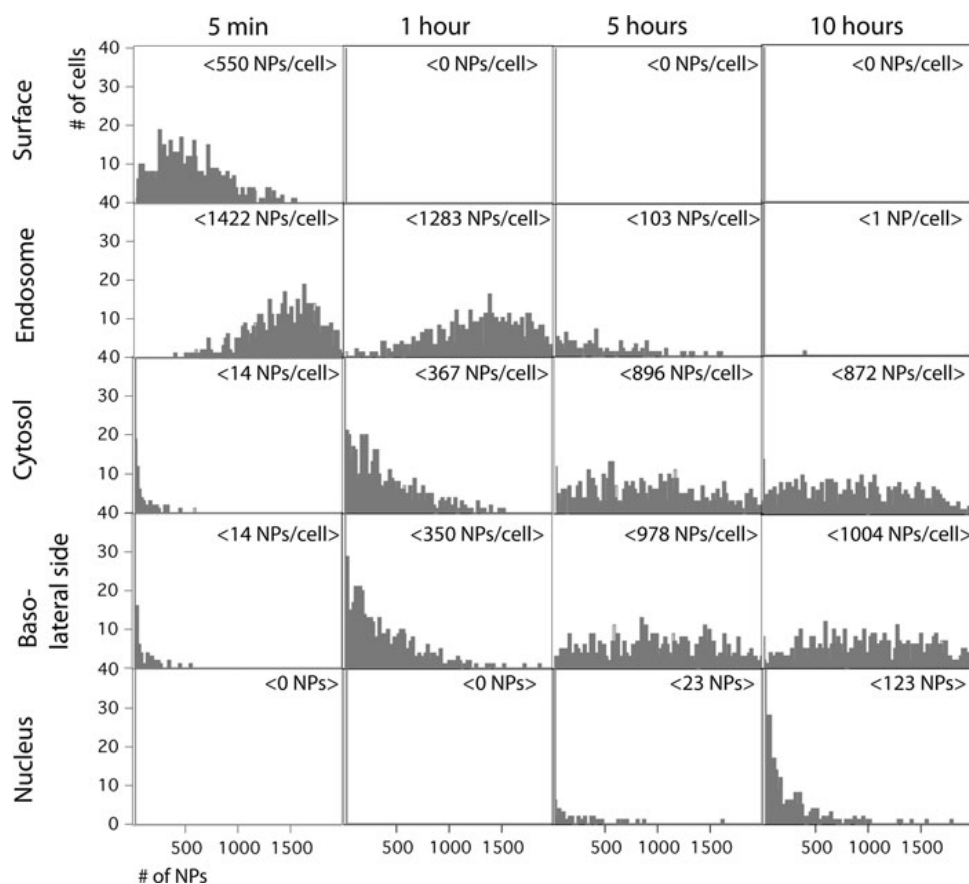 5 min 1 hour 5 hours 10 hours
Surface
# of cells
40
30
20
10
<550 NPs/cell> <0 NPs/cell> <0 NPs/cell> <0 NPs/cell>
Endosome
40
30
20
10
<1422 NPs/cell> <1283 NPs/cell> <103 NPs/cell> <1 NP/cell>
Cytosol
40
30
20
10
<14 NPs/cell> <367 NPs/cell> <896 NPs/cell> <872 NPs/cell>
Baso-
lateral side
40
30
20
10
<14 NPs/cell> <350 NPs/cell> <978 NPs/cell> <1004 NPs/cell>
Nucleus
40
30
20
10
0
<0 NPs> <0 NPs> <23 NPs> <123 NPs>
500 1000 1500 500 1000 1500 500 1000 1500 500 1000 1500
# of NPs